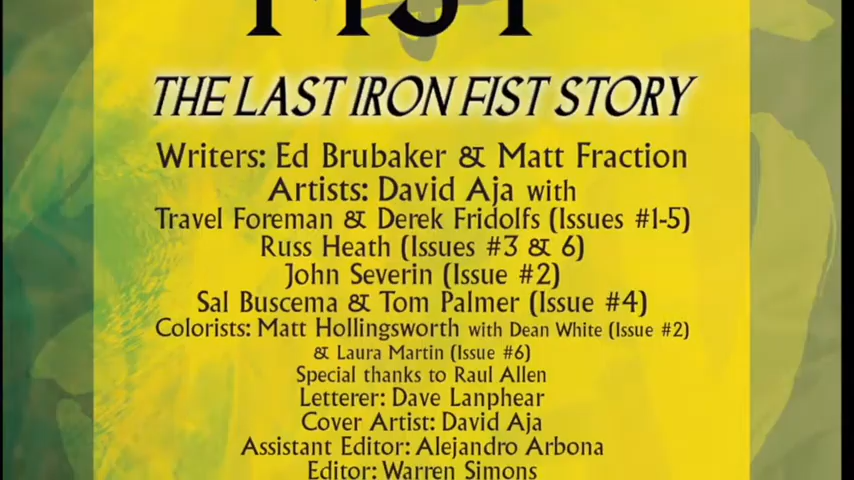 FIST
THE LAST IRON FIST STORY
Writers: Ed Brubaker & Matt Fraction
Artists: David Aja with
Travel Foreman & Derek Fridolfs (Issues #1-5)
Russ Heath (Issues #3 & 6)
John Severin (Issue #2)
Sal Buscema & Tom Palmer (Issue #4)
Colorists: Matt Hollingsworth with Dean White (Issue #2)
& Laura Martin (Issue #6)
Special thanks to Raul Allen
Letterer: Dave Lanphear
Cover Artist: David Aja
Assistant Editor: Alejandro Arbona
Editor: Warren Simons